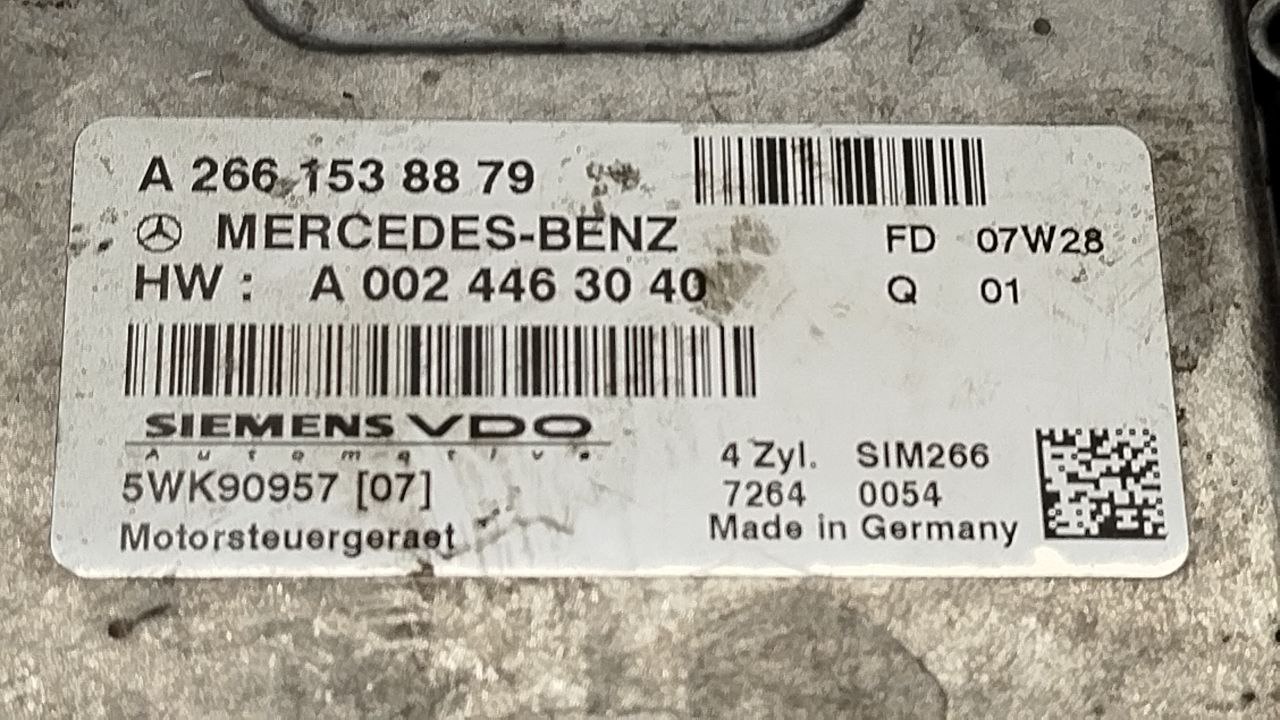 A 266 153 88 79
MERCEDES-BENZ
FD 07W28
HW : A 002 446 30 40
Q 01
SIEMENS VDO
Automotive
5WK90957 [07]
Motorsteuergeraet
4 Zyl. SIM266
7264 0054
Made in Germany